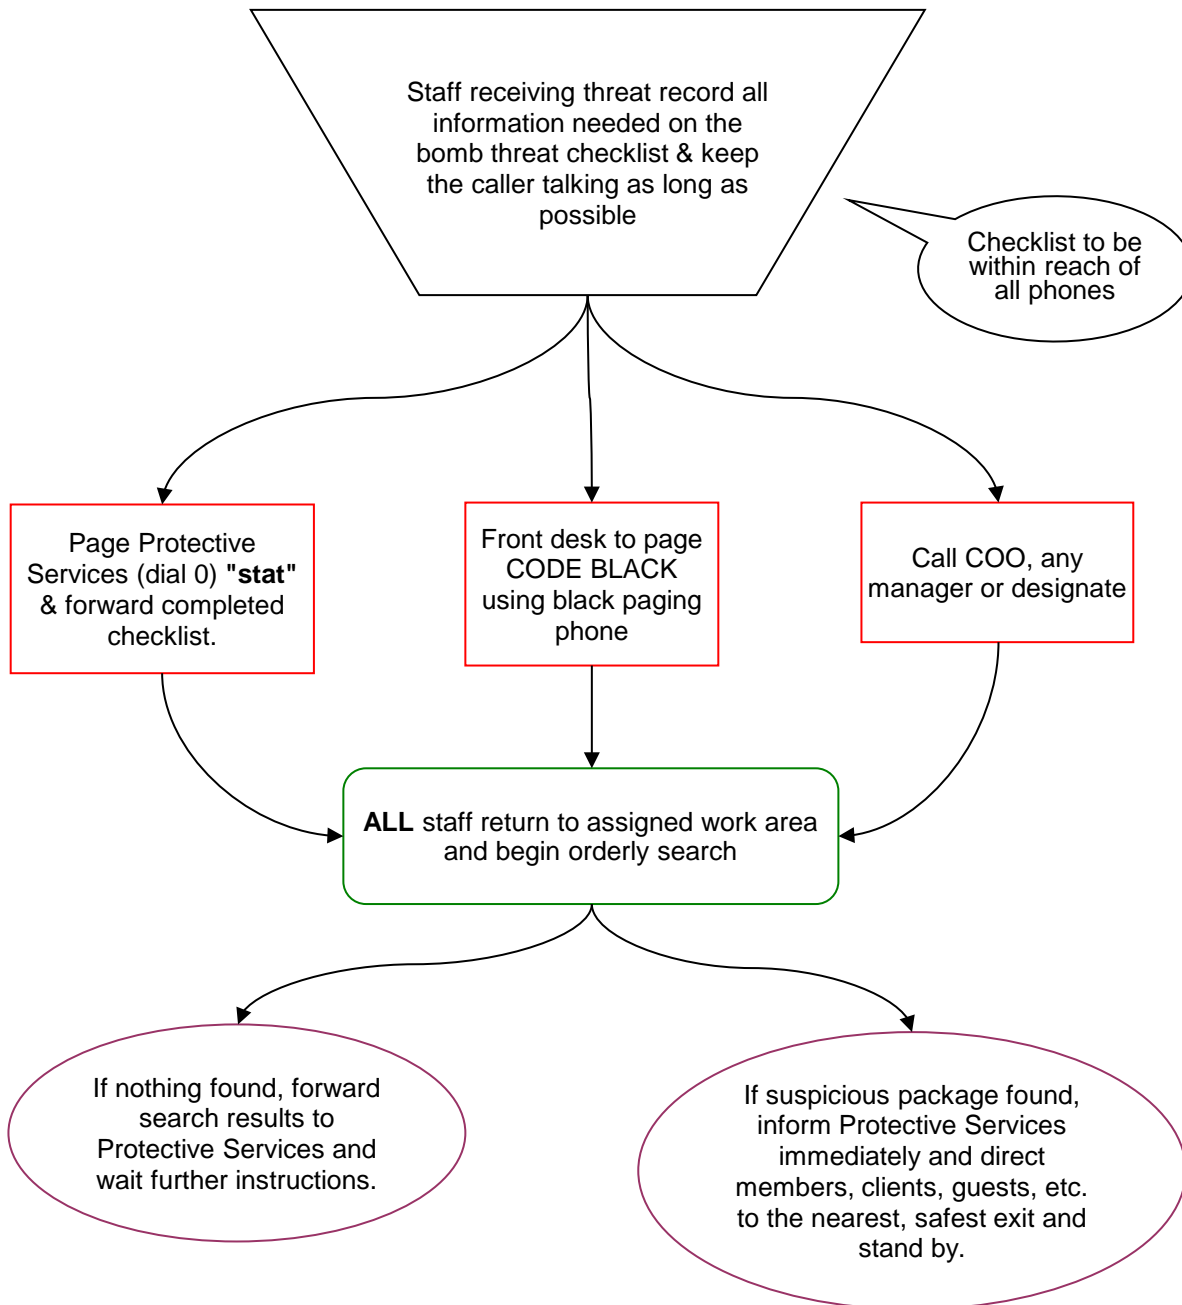 Staff receiving threat record all
information needed on the
bomb threat checklist & keep
the caller talking as long as
possible
Checklist to be
within reach of
all phones
Page Protective
Services (dial 0) "stat"
& forward completed
checklist.
Front desk to page
CODE BLACK
using black paging
phone
Call COO, any
manager or designate
ALL staff return to assigned work area
and begin orderly search
If nothing found, forward
search results to
Protective Services and
wait further instructions.
If suspicious package found,
inform Protective Services
immediately and direct
members, clients, guests, etc.
to the nearest, safest exit and
stand by.